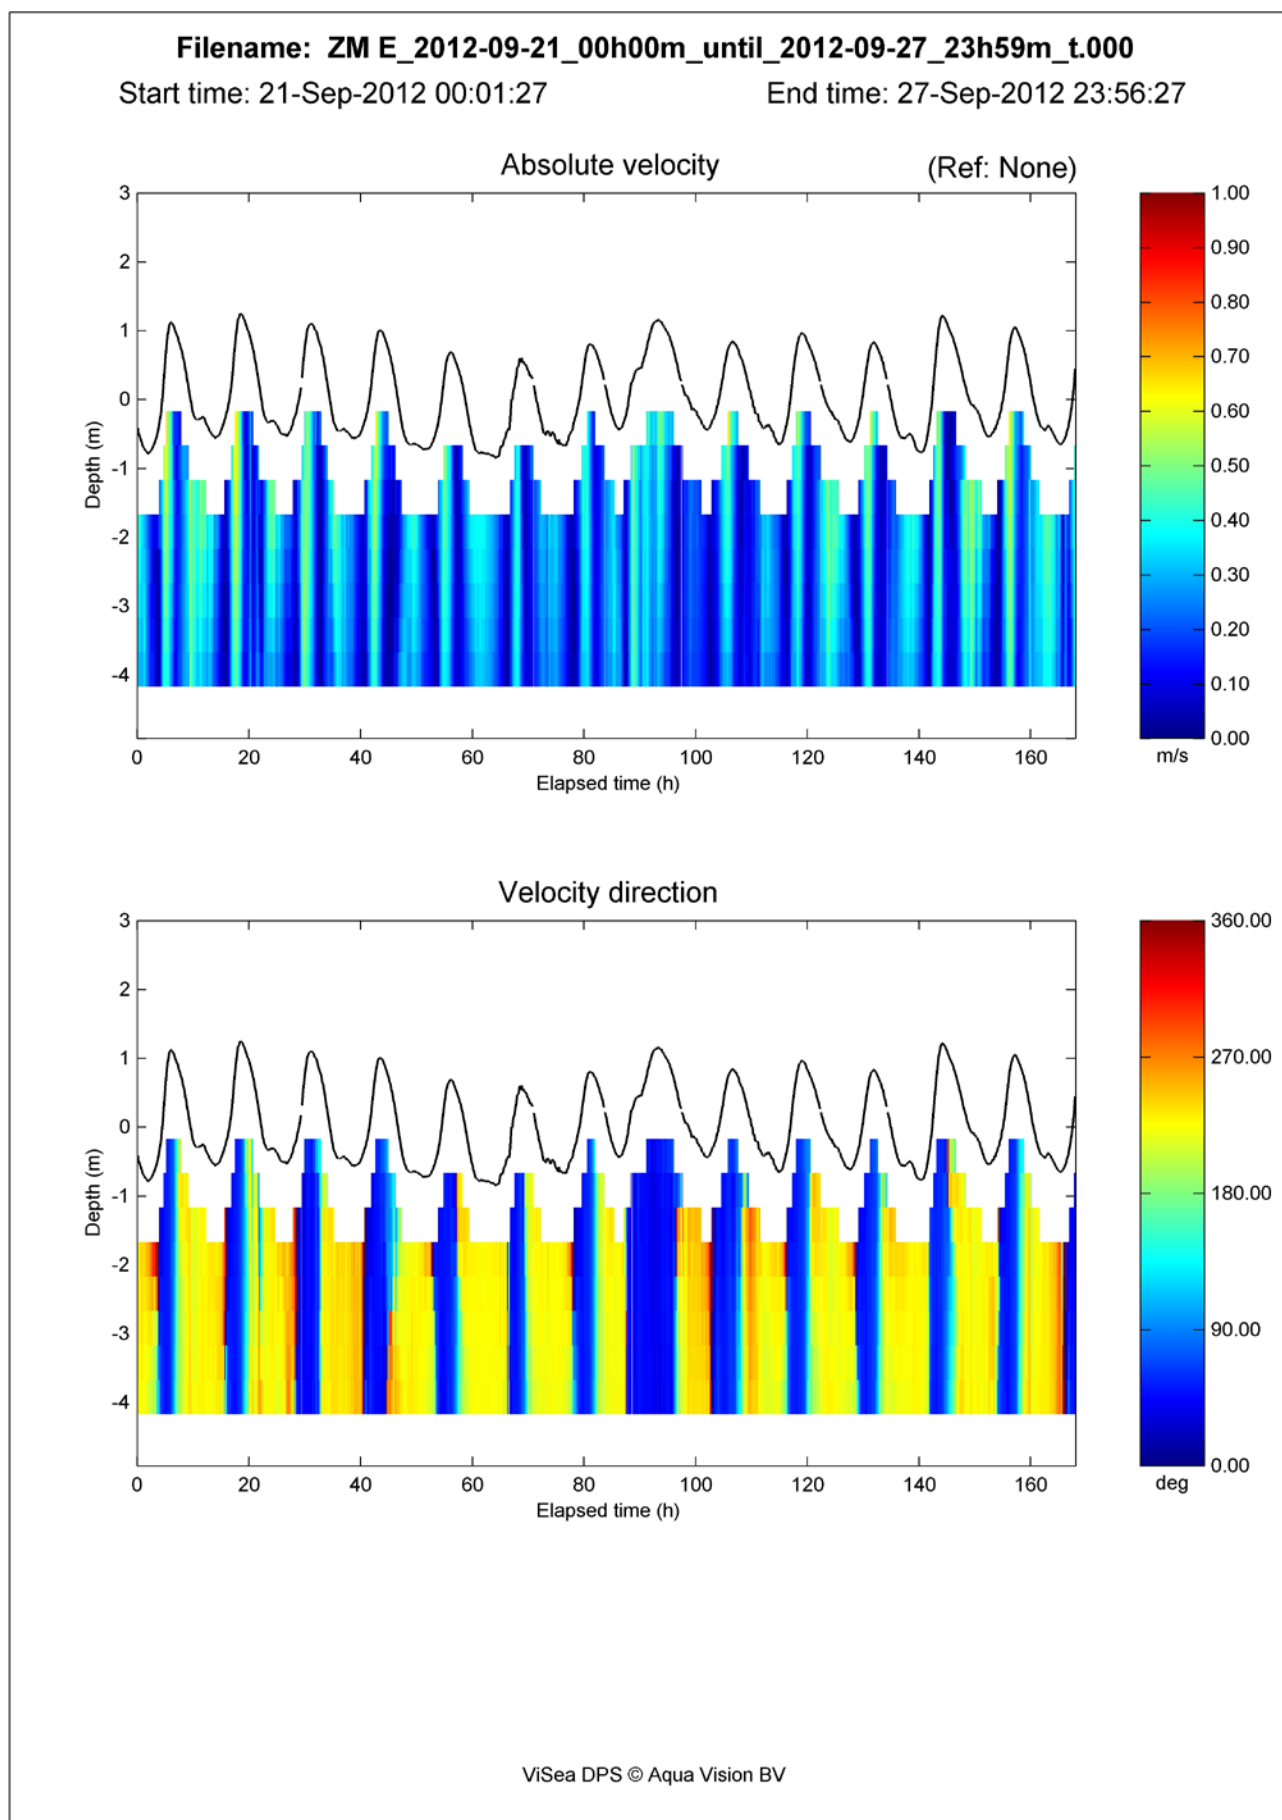 Filename: ZM E_2012-09-21_00h00m_until_2012-09-27_23h59m_t.000
Start time: 21-Sep-2012 00:01:27 End time: 27-Sep-2012 23:56:27
Absolute velocity (Ref: None)
3
2
1
0
-1
-2
-3
-4
Depth (m)
0 20 40 60 80 100 120 140 160
Elapsed time (h)
1.00
0.90
0.80
0.70
0.60
0.50
0.40
0.30
0.20
0.10
0.00
m/s
Velocity direction
3
2
1
0
-1
-2
-3
-4
Depth (m)
0 20 40 60 80 100 120 140 160
Elapsed time (h)
360.00
270.00
180.00
90.00
0.00
deg
ViSea DPS © Aqua Vision BV